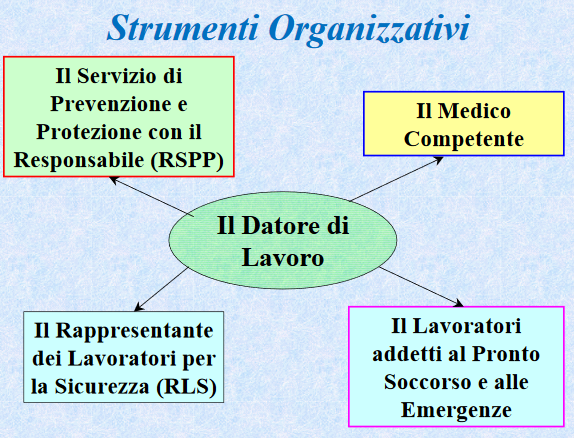 Strumenti Organizzativi
Il Servizio di
Prevenzione e
Protezione con il
Responsabile (RSPP)
Il Medico
Competente
Il Datore di
Lavoro
Il Rappresentante
dei Lavoratori per
la Sicurezza (RLS)
Il Lavoratori
addetti al Pronto
Soccorso e alle
Emergenze